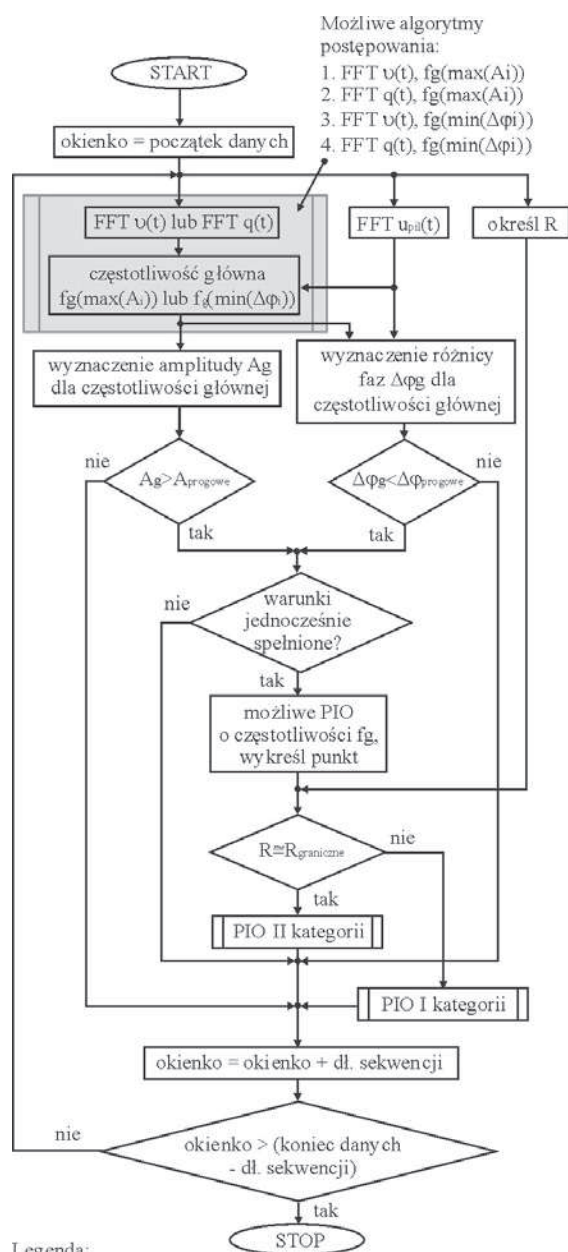 Możliwe algorytmy
postępowania:
1. FFT υ(t), fg(max(Ai))
2. FFT q(t), fg(max(Ai))
3. FFT υ(t), fg(min(Δφi))
4. FFT q(t), fg(min(Δφi))
START
okienko = początek danych
FFT υ(t) lub FFT q(t)
FFT upil(t)
określ R
częstotliwość główna
fg(max(Ai)) lub fg(min(Δφi))
wyznaczenie amplitudy Ag
dla częstotliwości głównej
wyznaczenie różnicy
faz Δφg dla
częstotliwości głównej
nie
Ag>Aprogowe
tak
Δφg<Δφprogowe
nie
tak
nie
warunki
jednocześnie
spełnione?
tak
możliwe PIO
o częstotliwości fg,
wykreśl punkt
nie
tak
PIO II kategorii
PIO I kategorii
okienko = okienko + dł. sekwencji
nie
okienko > (koniec danych
- dł. sekwencji)
tak
STOP
Legenda: